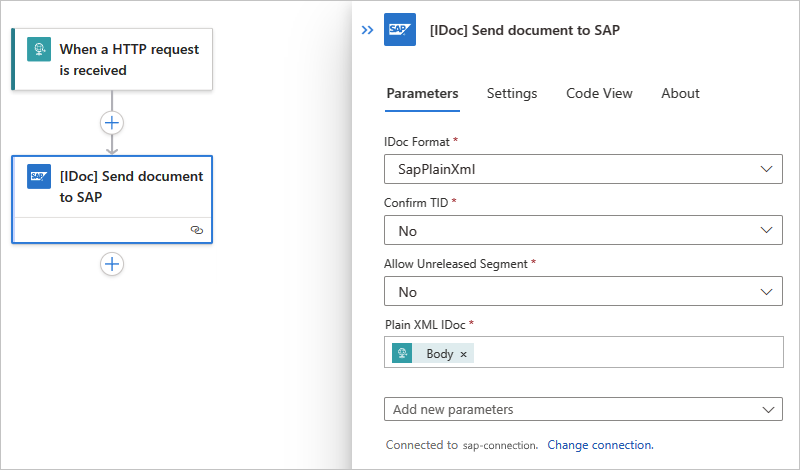 When a HTTP request
is received
SAP
[IDoc] Send document
to SAP
SAP
[IDoc] Send document to SAP
Parameters
Settings
Code View
About
IDoc Format *
SapPlainXml
Confirm TID *
No
Allow Unreleased Segment *
No
Plain XML IDoc *
Body ×
Add new parameters
Connected to sap-connection. Change connection.